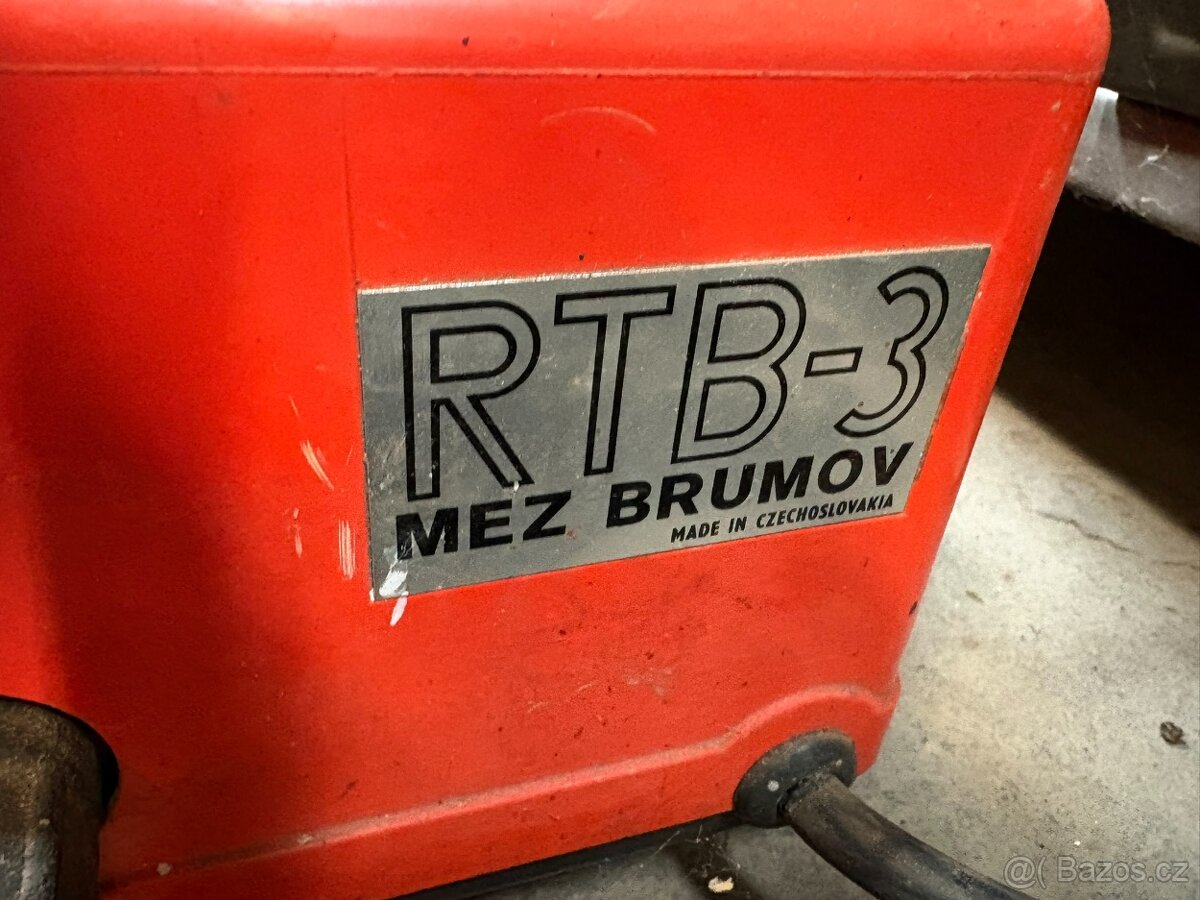 RTB-3
MEZ BRUMOV
MADE IN CZECHOSLOVAKIA
@( Bazos.cz